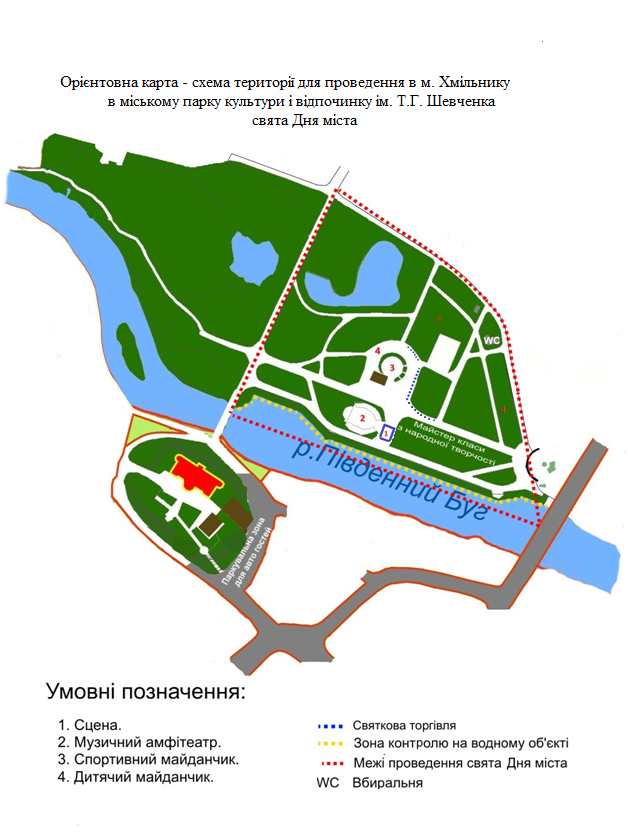 Орієнтовна карта - схема території для проведення в м. Хмільнику
в міському парку культури і відпочинку ім. Т.Г. Шевченка
свята Дня міста
WC
4
3
4
2
1
Майстер класи
з народної творчості
р.Південний Буг
Паркувальна зона
для авто гостей
Умовні позначення:
1. Сцена.
2. Музичний амфітеатр.
3. Спортивний майданчик.
4. Дитячий майданчик.
Святкова торгівля
Зона контролю на водному об'єкті
Межі проведення свята Дня міста
WC Вбиральня